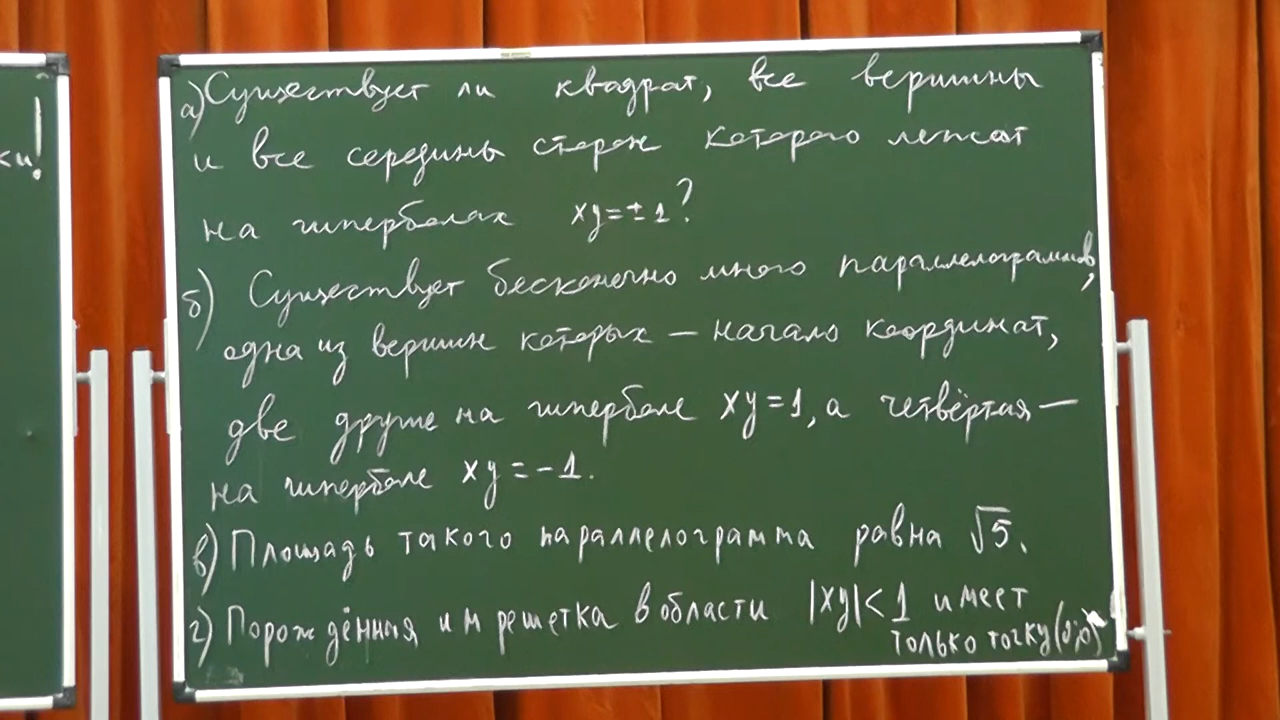 ки!
а) Существует ли квадрат, все вершины
и все середины сторон которого лежат
на гиперболах xy=±1?
б) Существует бесконечно много параллелограммов,
одна из вершин которых – начало координат,
две другие на гиперболе xy=1, а четвёртая –
на гиперболе xy=-1.
в) Площадь такого параллелограмма равна √5.
г) Порождённая им решетка в области |xy|<1 имеет
только точку (0;0)